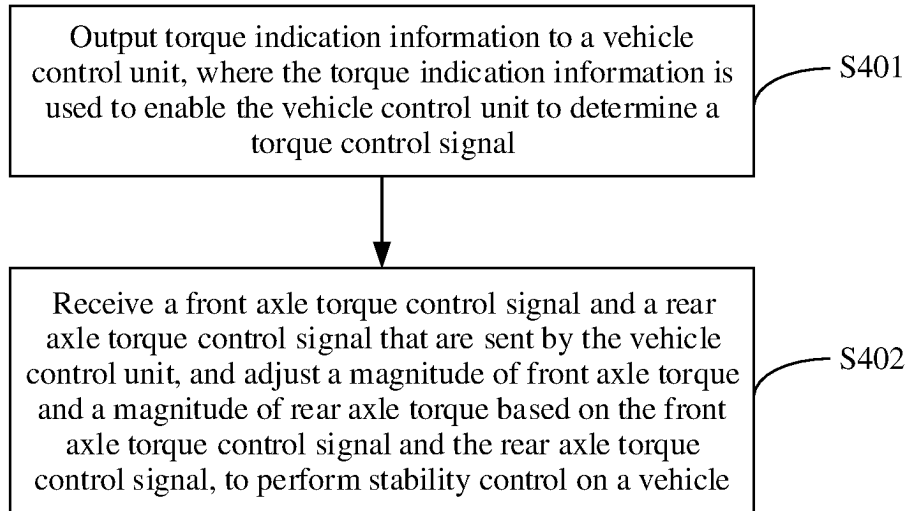 Output torque indication information to a vehicle
control unit, where the torque indication information is
used to enable the vehicle control unit to determine a
torque control signal
S401
Receive a front axle torque control signal and a rear
axle torque control signal that are sent by the vehicle
control unit, and adjust a magnitude of front axle torque
and a magnitude of rear axle torque based on the front
axle torque control signal and the rear axle torque
control signal, to perform stability control on a vehicle
S402